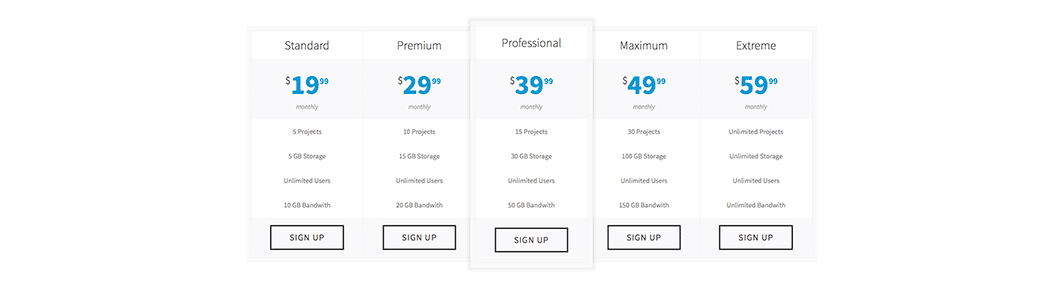 Standard
Premium
Professional
Maximum
Extreme
$19.99
$29.99
$39.99
$49.99
$59.99
monthly
monthly
monthly
monthly
monthly
5 Projects
10 Projects
15 Projects
30 Projects
Unlimited Projects
5 GB Storage
15 GB Storage
30 GB Storage
100 GB Storage
Unlimited Storage
Unlimited Users
Unlimited Users
Unlimited Users
Unlimited Users
Unlimited Users
10 GB Bandwith
20 GB Bandwith
50 GB Bandwith
150 GB Bandwith
Unlimited Bandwith
SIGN UP
SIGN UP
SIGN UP
SIGN UP
SIGN UP